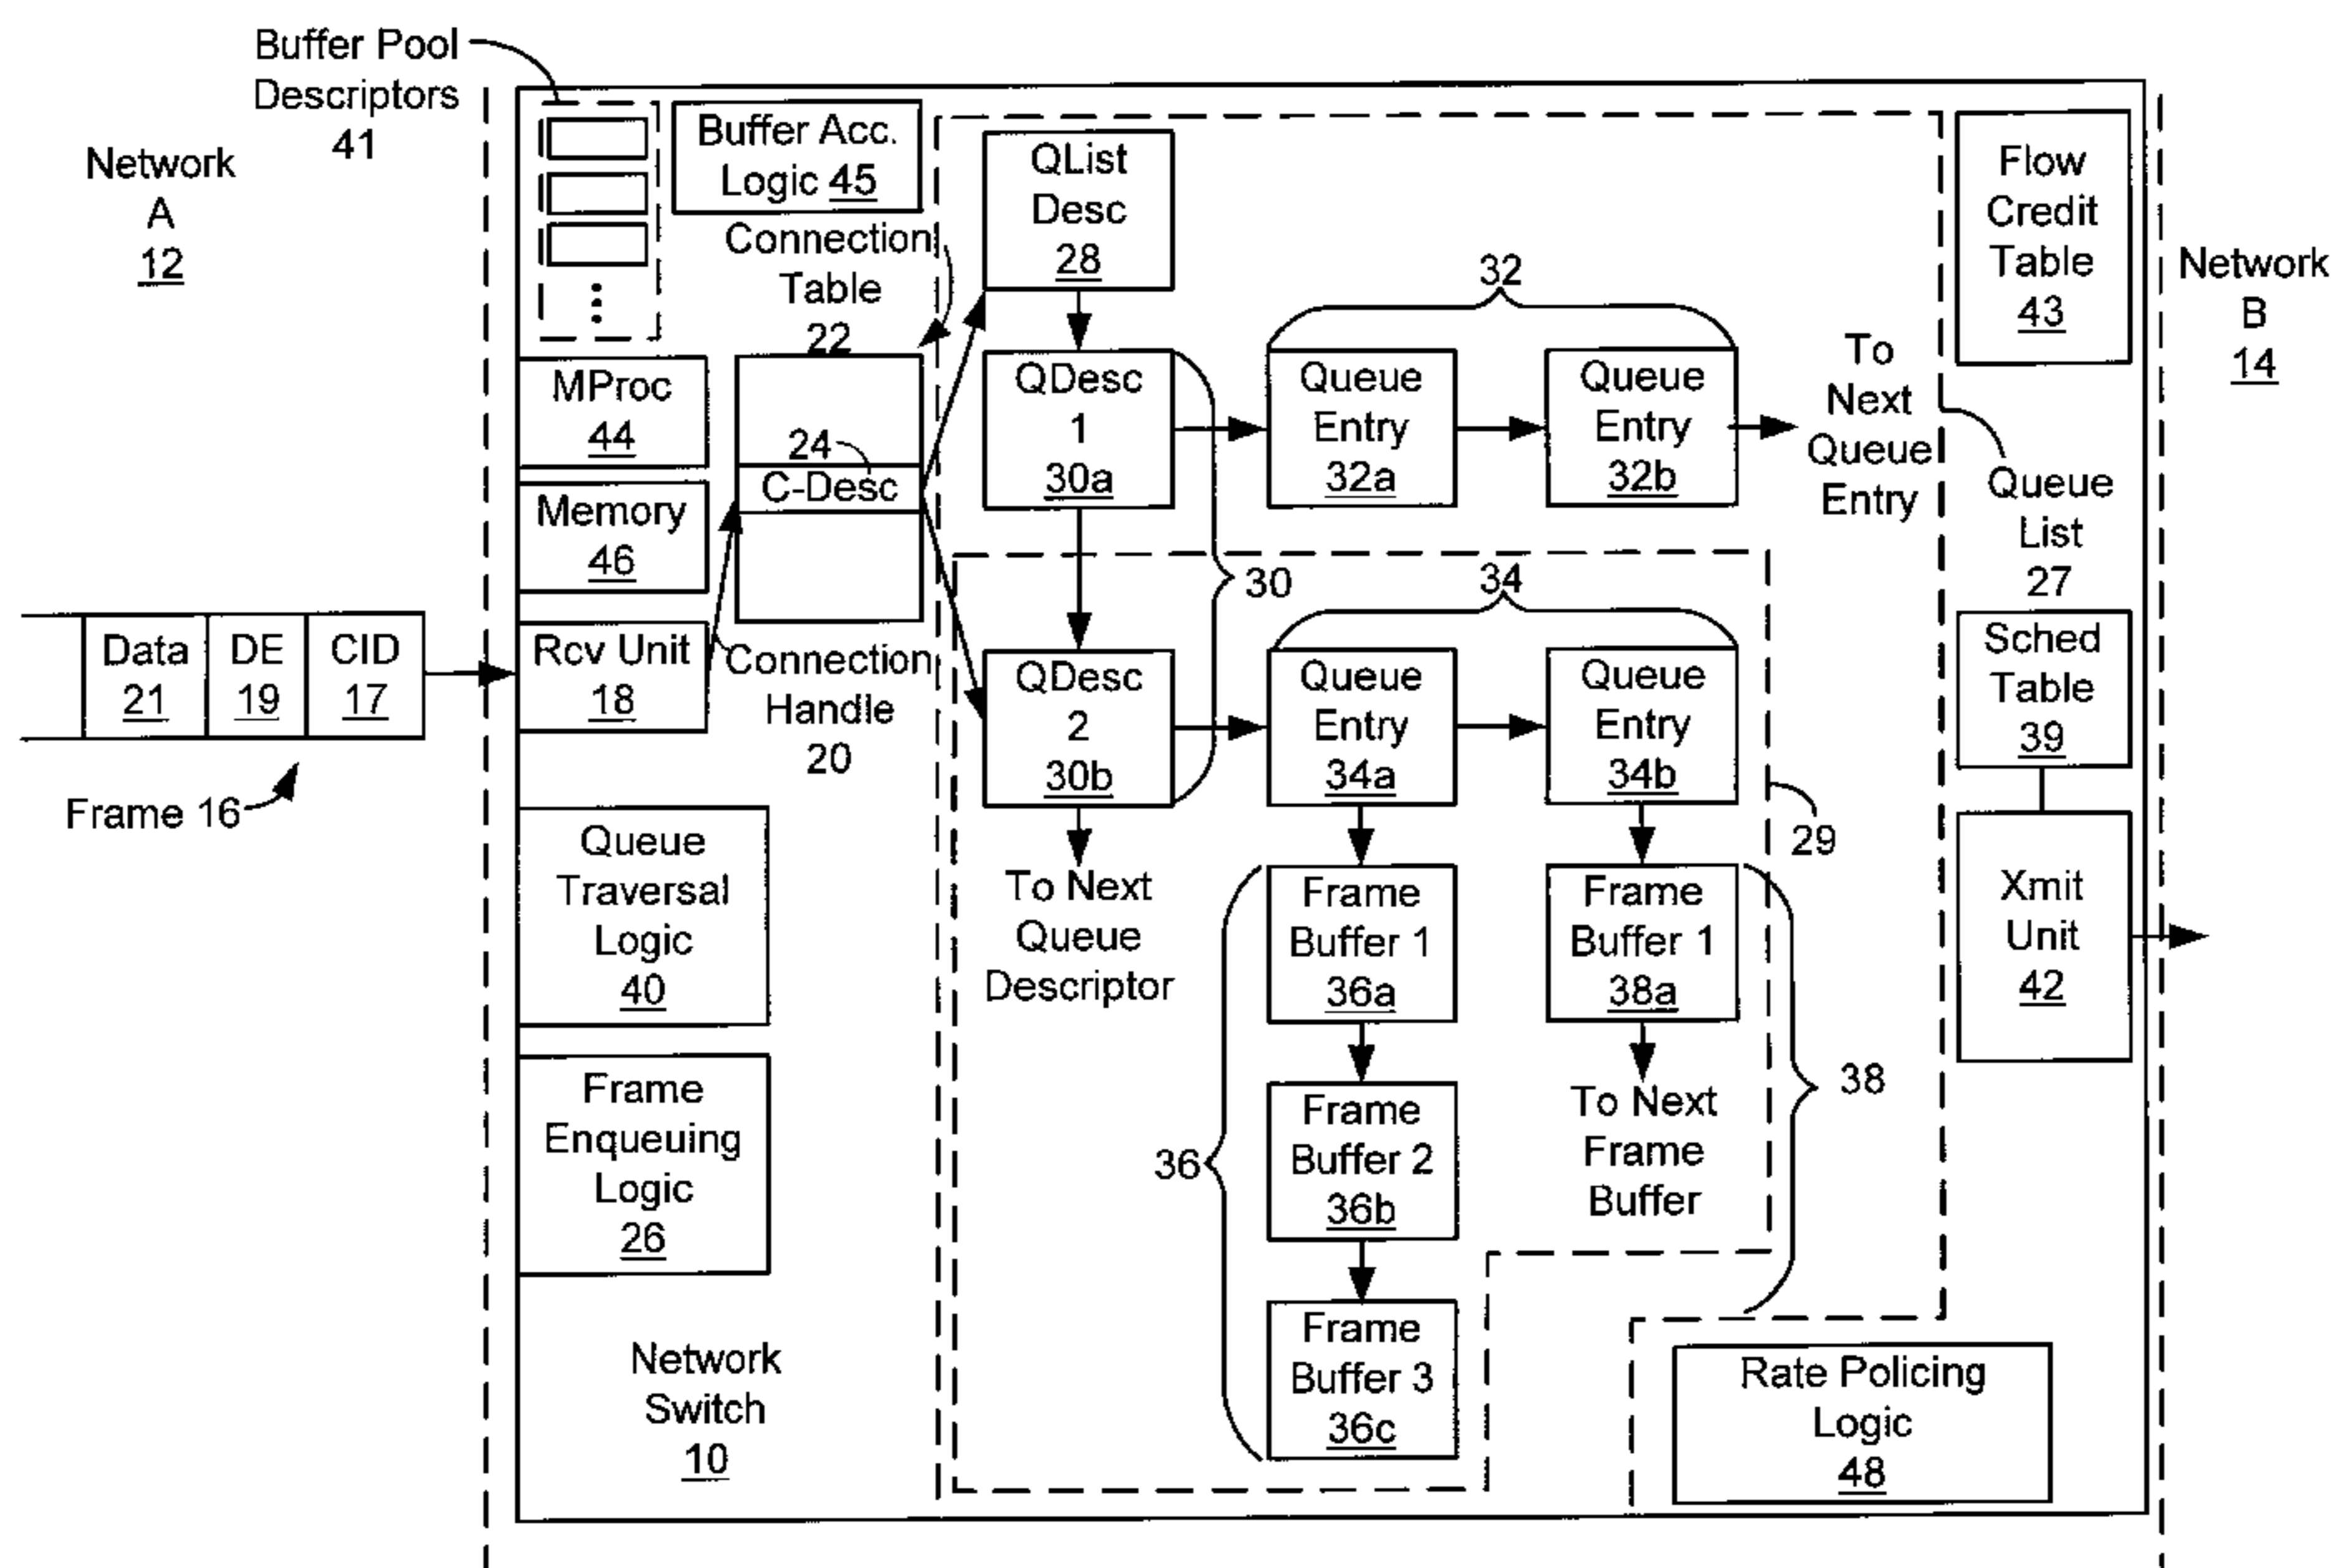 Buffer Pool
Descriptors
41
Network
A
12
Buffer Acc.
Logic 45
Connection
Table
22
QList
Desc
28
32
Flow
Credit
Table
43
Network
B
14
MProc
44
24
C-Desc
Memory
46
QDesc
1
30a
Queue
Entry
32a
Queue
Entry
32b
To
Next
Queue
Entry
Queue
List
27
30
34
Data
21
DE
19
CID
17
Frame 16
Rcv Unit
18
Connection
Handle
20
QDesc
2
30b
Queue
Entry
34a
Queue
Entry
34b
Sched
Table
39
29
Queue
Traversal
Logic
40
To Next
Queue
Descriptor
Frame
Buffer 1
36a
Frame
Buffer 1
38a
Xmit
Unit
42
Frame
Enqueuing
Logic
26
36
Frame
Buffer 2
36b
To Next
Frame
Buffer
38
Frame
Buffer 3
36c
Network
Switch
10
Rate Policing
Logic
48